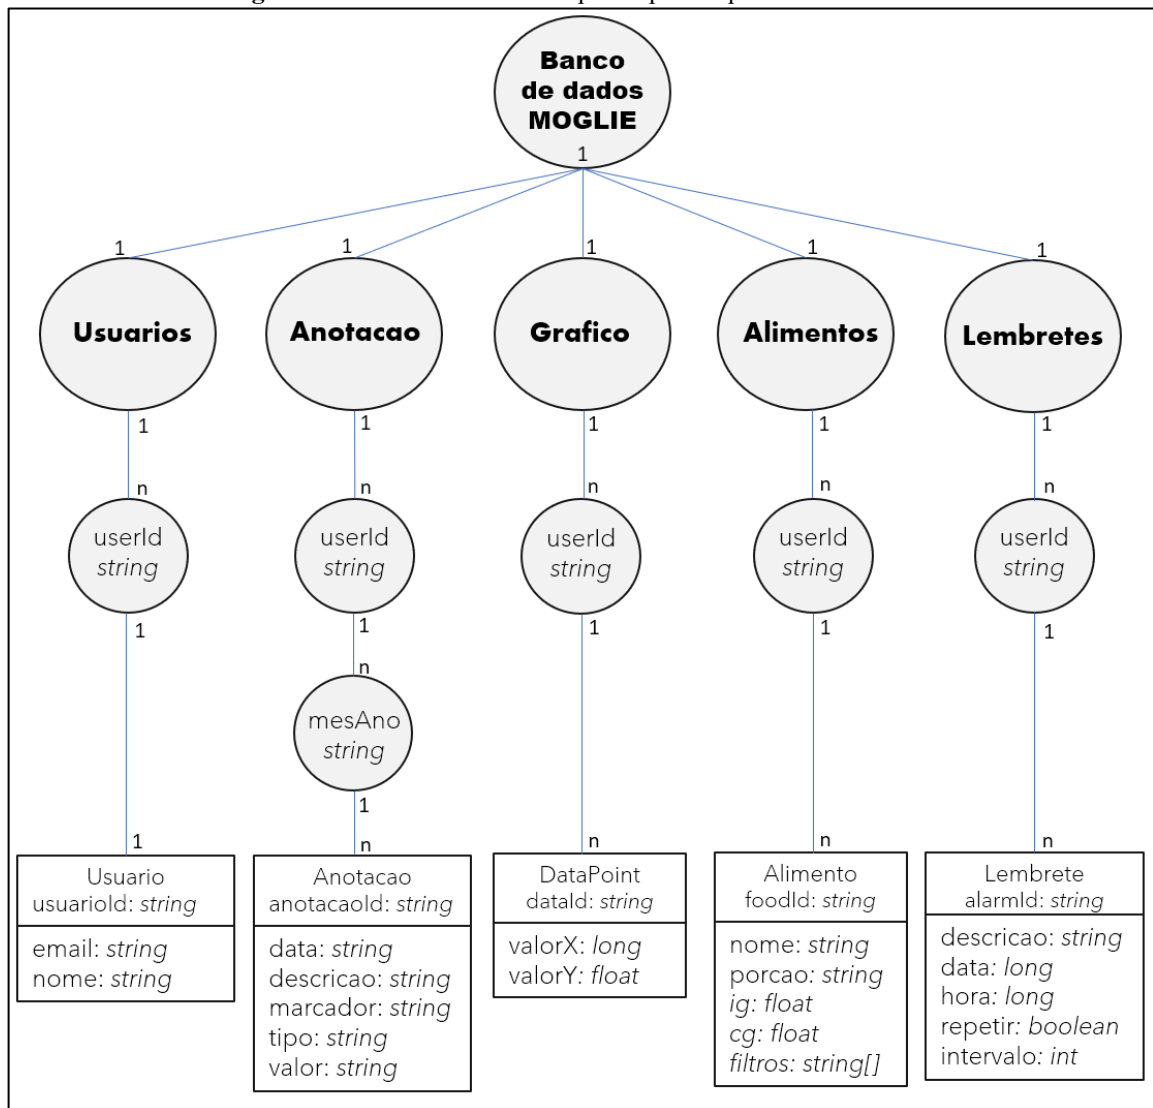 Banco
de dados
MOGLIE
1
1
1
1
1
1
Usuarios
Anotacao
Grafico
Alimentos
Lembretes
1
1
1
1
1
n
n
n
n
n
userId
string
userId
string
userId
string
userId
string
userId
string
1
1
1
1
1
n
mesAno
string
1
1
n
n
n
n
Usuario
usuarioId: string
email: string
nome: string
Anotacao
anotacaoId: string
data: string
descricao: string
marcador: string
tipo: string
valor: string
DataPoint
dataId: string
valorX: long
valorY: float
Alimento
foodId: string
nome: string
porcao: string
ig: float
cg: float
filtros: string[]
Lembrete
alarmId: string
descricao: string
data: long
hora: long
repetir: boolean
intervalo: int